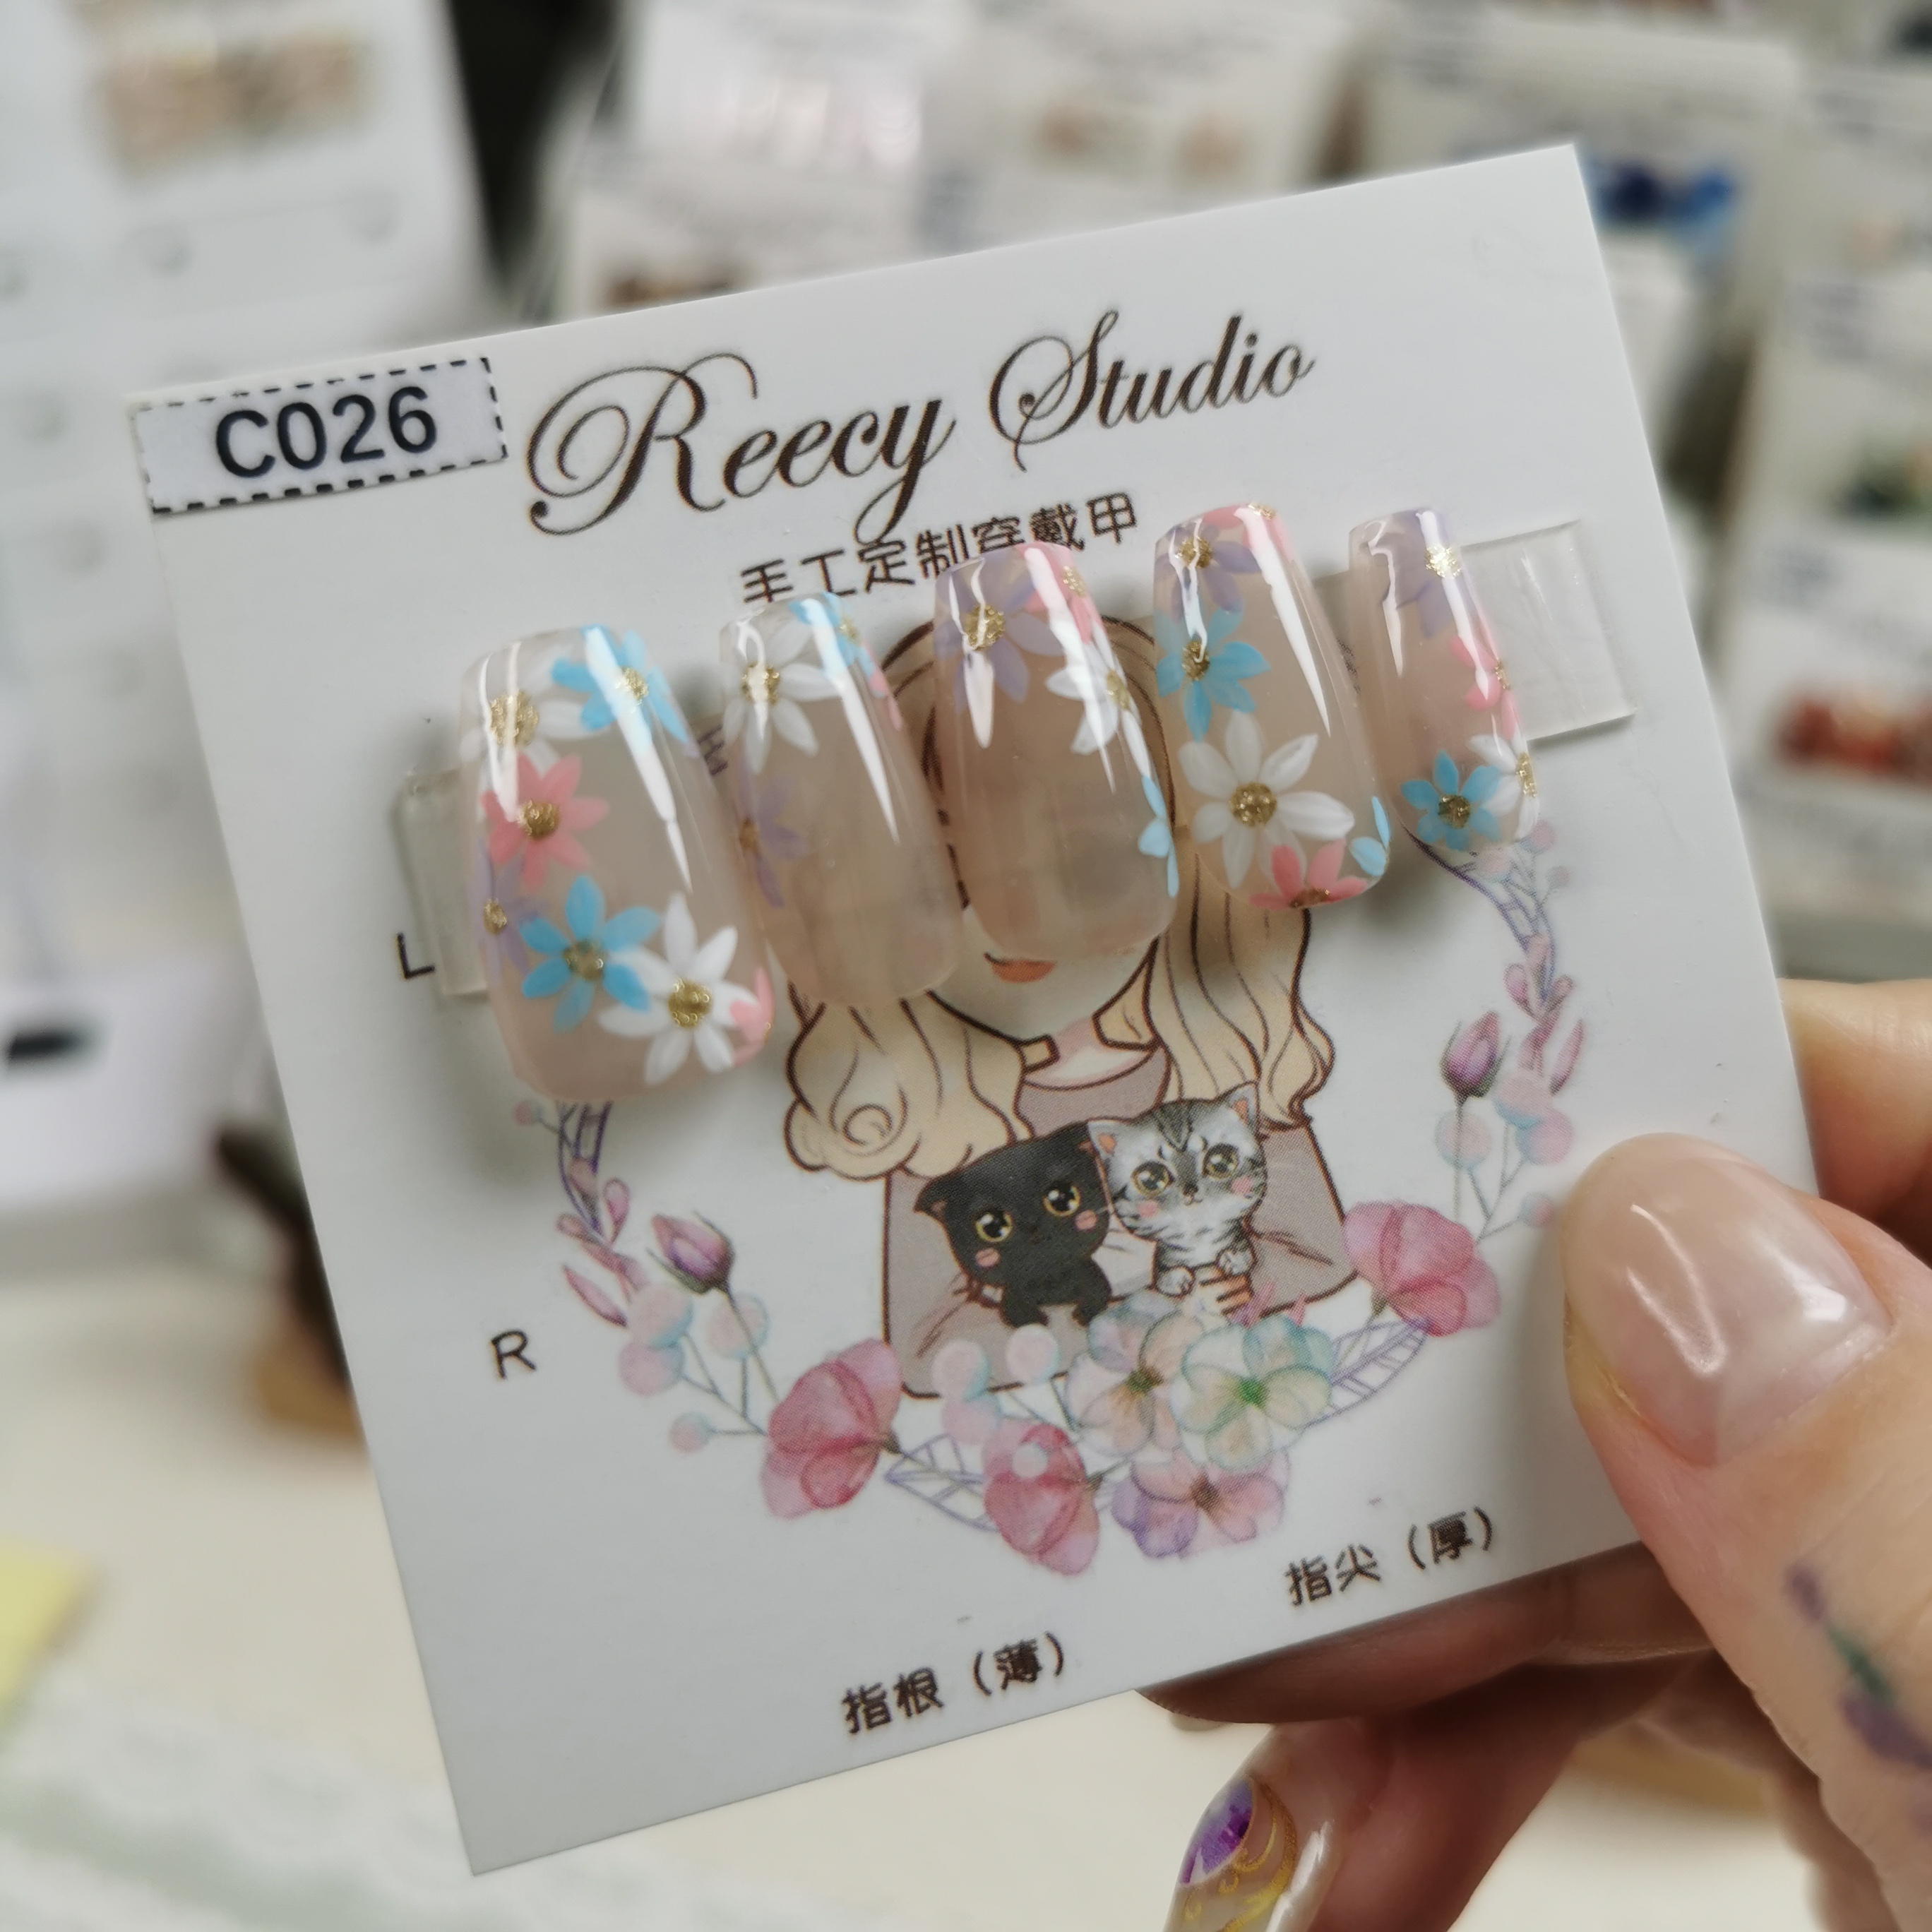 C026
Reecy Studio
手工定制穿戴甲
L
R
指尖（厚）
指根（薄）